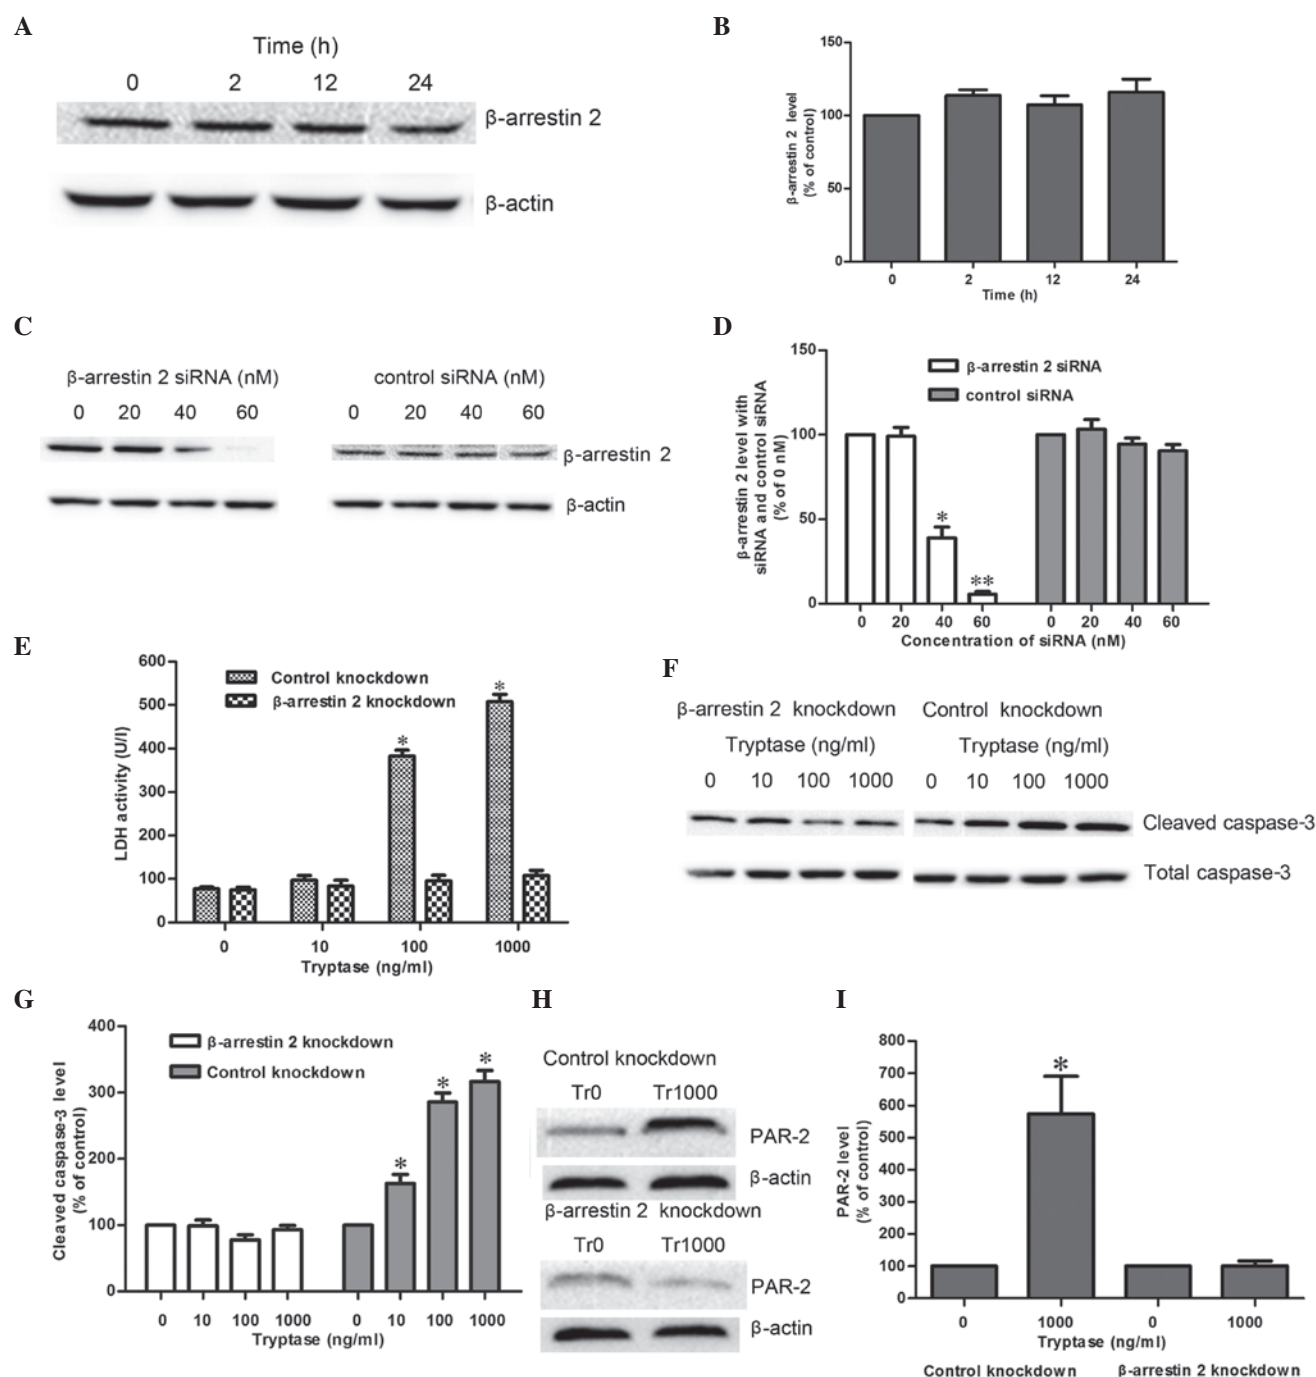 A
Time (h)
0 2 12 24
β-arrestin 2
β-actin
B
150
100
50
0
β-arrestin 2 level
(% of control)
0 2 12 24
Time (h)
C
β-arrestin 2 siRNA (nM)
0 20 40 60
control siRNA (nM)
0 20 40 60
β-arrestin 2
β-actin
D
150
100
50
0
β-arrestin 2 level with
siRNA and control siRNA
(% of 0 nM)
β-arrestin 2 siRNA
control siRNA
*
**
0 20 40 60 0 20 40 60
Concentration of siRNA (nM)
E
600
500
400
300
200
100
0
LDH activity (U/l)
Control knockdown
β-arrestin 2 knockdown
*
*
0 10 100 1000
Tryptase (ng/ml)
F
β-arrestin 2 knockdown
Tryptase (ng/ml)
0 10 100 1000
Control knockdown
Tryptase (ng/ml)
0 10 100 1000
Cleaved caspase-3
Total caspase-3
G
400
300
200
100
0
Cleaved caspase-3 level
(% of control)
β-arrestin 2 knockdown
Control knockdown
*
*
*
0 10 100 1000 0 10 100 1000
Tryptase (ng/ml)
H
Control knockdown
Tr0 Tr1000
PAR-2
β-actin
β-arrestin 2 knockdown
Tr0 Tr1000
PAR-2
β-actin
I
800
700
600
500
400
300
200
100
0
PAR-2 level
(% of control)
*
0 1000 0 1000
Tryptase (ng/ml)
Control knockdown β-arrestin 2 knockdown